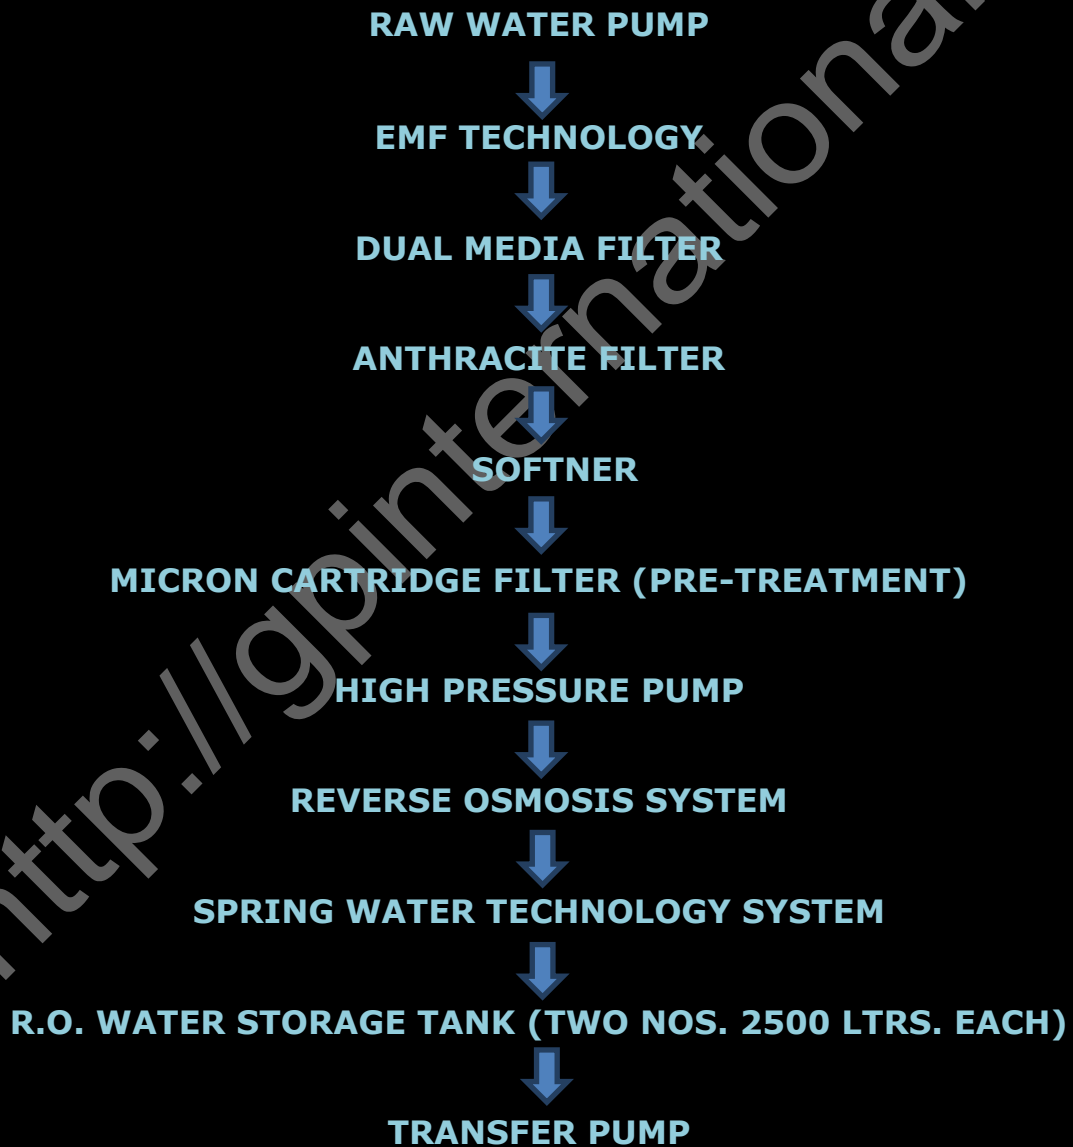 RAW WATER PUMP
EMF TECHNOLOGY
DUAL MEDIA FILTER
ANTHRACITE FILTER
SOFTNER
MICRON CARTRIDGE FILTER (PRE-TREATMENT)
HIGH PRESSURE PUMP
REVERSE OSMOSIS SYSTEM
SPRING WATER TECHNOLOGY SYSTEM
R.O. WATER STORAGE TANK (TWO NOS. 2500 LTRS. EACH)
TRANSFER PUMP
http://gpinternationa